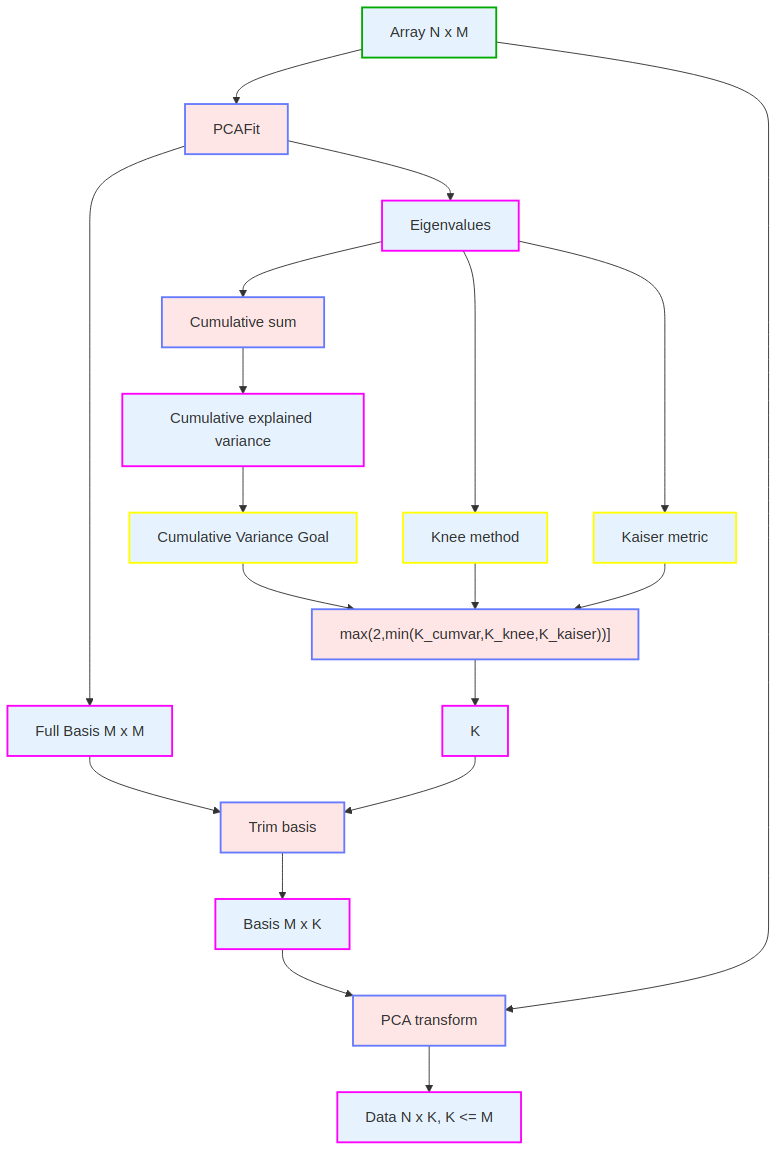 Array N x M
PCAFit
Eigenvalues
Cumulative sum
Cumulative explained
variance
Cumulative Variance Goal
Knee method
Kaiser metric
max(2,min(K_cumvar,K_knee,K_kaiser))]
Full Basis M x M
K
Trim basis
Basis M x K
PCA transform
Data N x K, K <= M